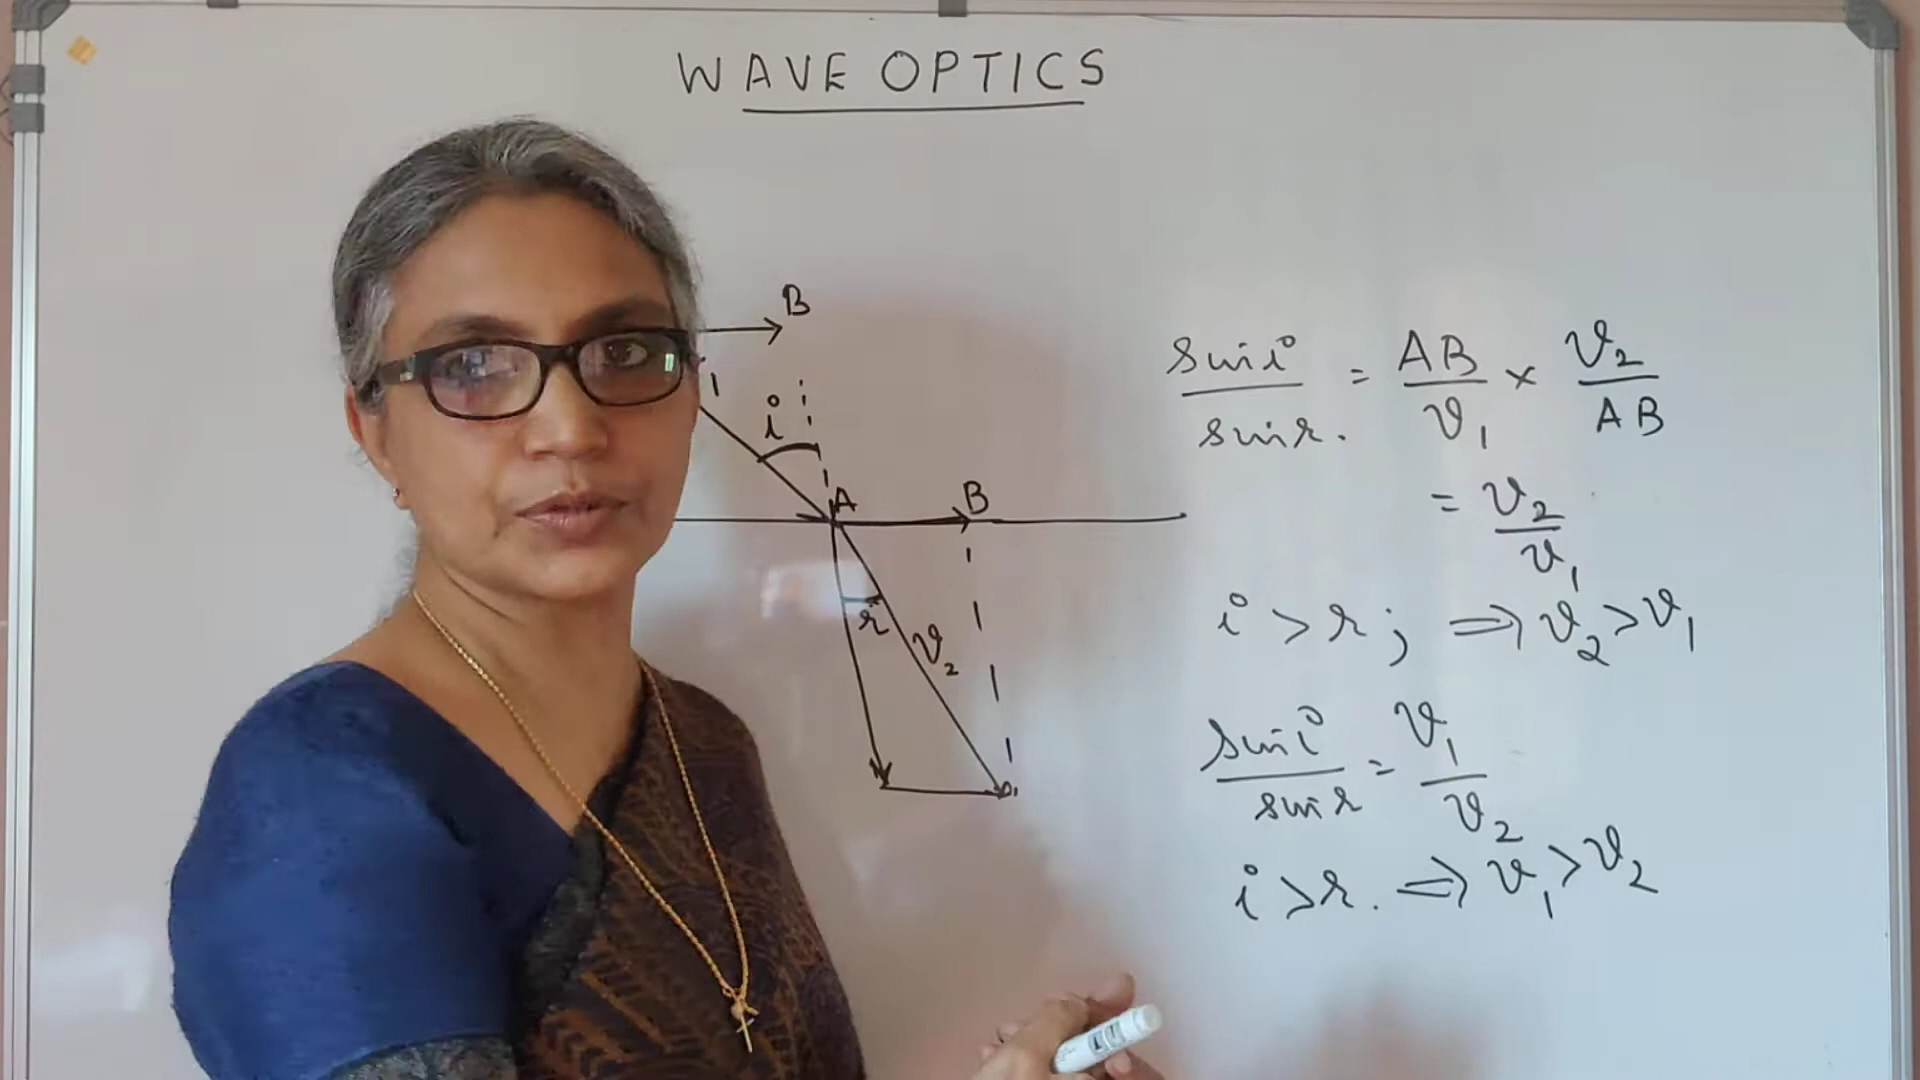 WAVE OPTICS
B
1
i
A B
r
v₂
sin i / sin r. = AB / v₁ × v₂ / AB
= v₂ / v₁
i > r ; ⇒ v₂ > v₁
sin i / sin r = v₁ / v₂
i > r. ⇒ v₁ > v₂